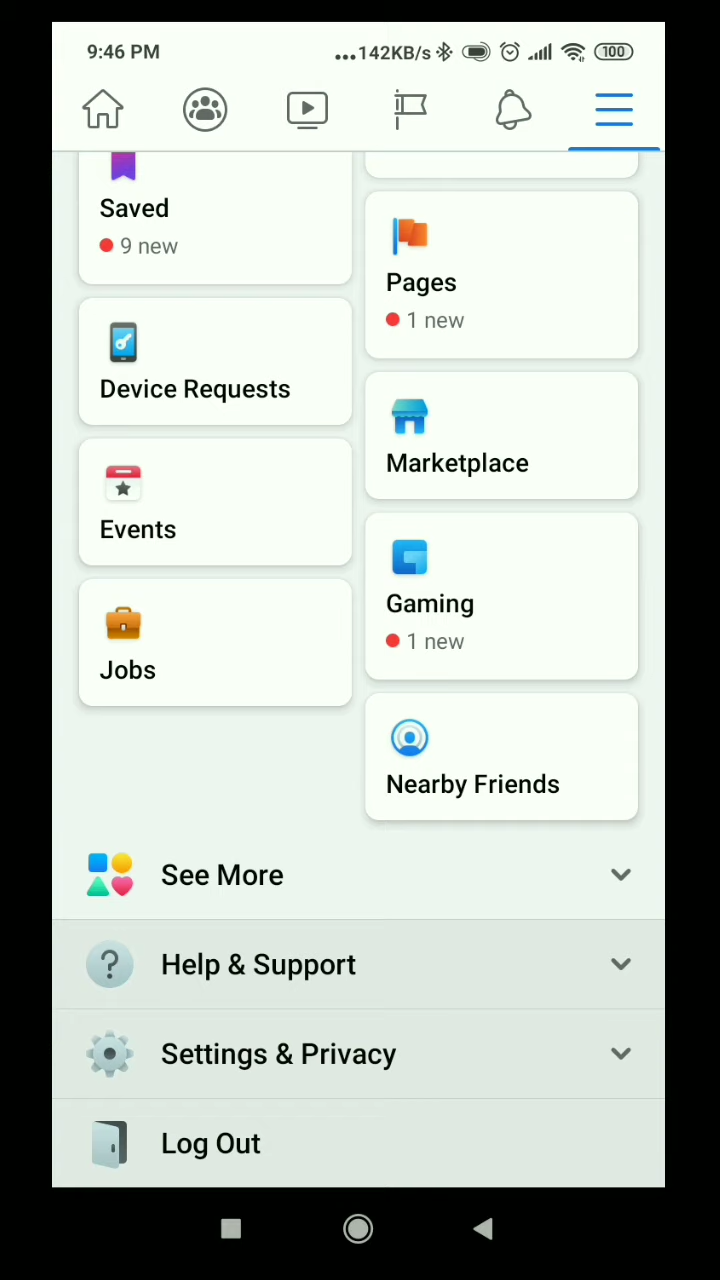 9:46 PM
...142KB/s
100
Saved
9 new
Device Requests
Events
Jobs
Pages
1 new
Marketplace
Gaming
1 new
Nearby Friends
See More
Help & Support
Settings & Privacy
Log Out